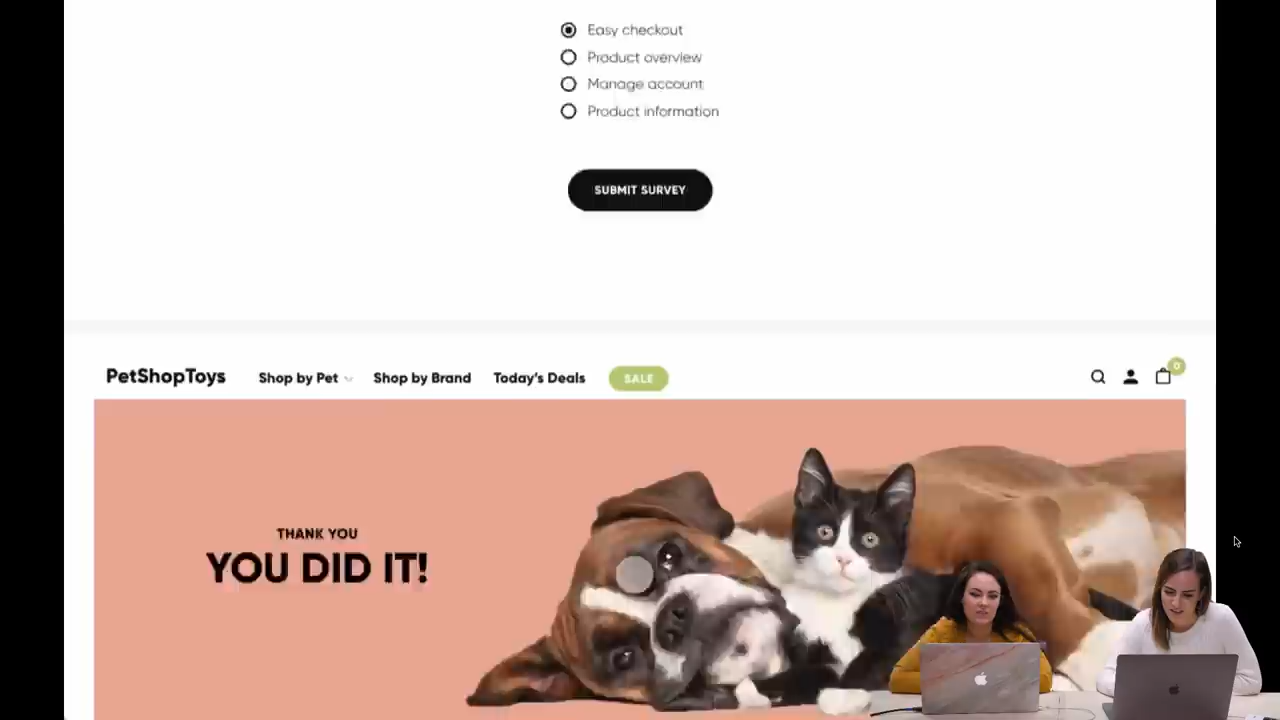 Easy checkout
Product overview
Manage account
Product information
SUBMIT SURVEY
PetShopToys Shop by Pet Shop by Brand Today's Deals SALE 0
THANK YOU
YOU DID IT!